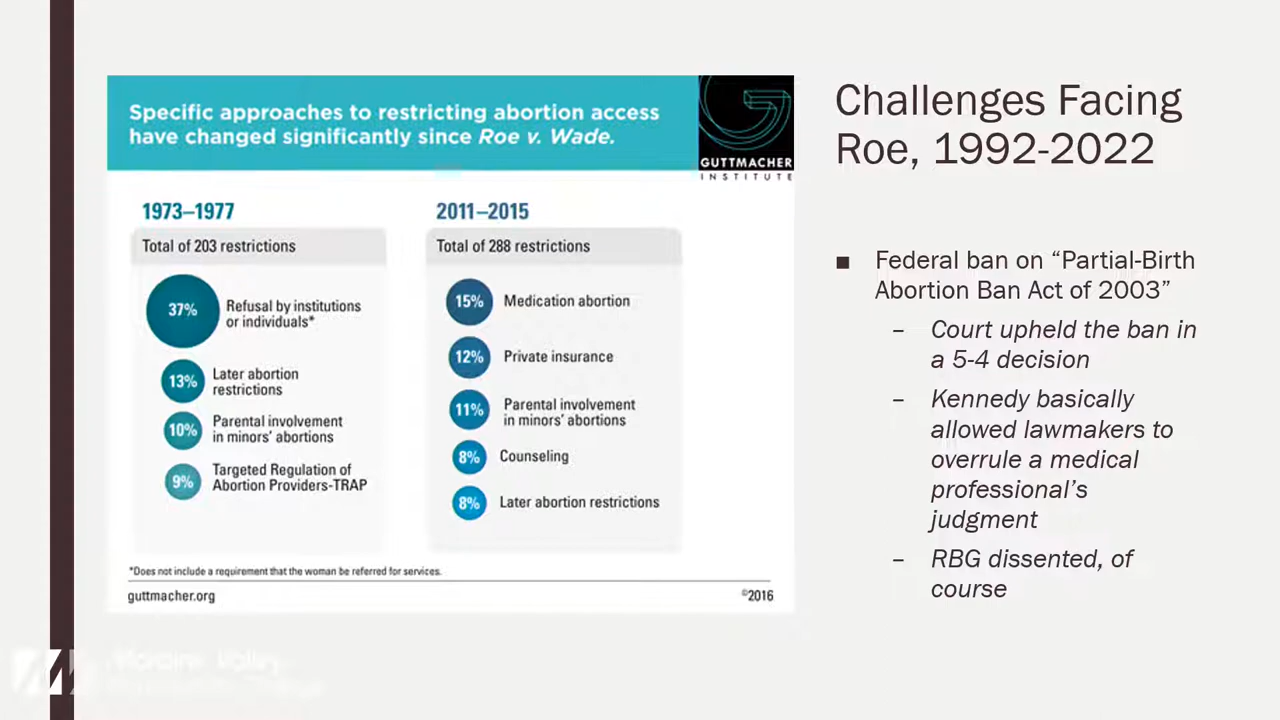 Specific approaches to restricting abortion access
have changed significantly since Roe v. Wade.
GUTTMACHER
INSTITUTE
1973–1977
Total of 203 restrictions
37%
Refusal by institutions
or individuals*
13%
Later abortion
restrictions
10%
Parental involvement
in minors’ abortions
9%
Targeted Regulation of
Abortion Providers-TRAP
2011–2015
Total of 288 restrictions
15%
Medication abortion
12%
Private insurance
11%
Parental involvement
in minors’ abortions
8%
Counseling
8%
Later abortion restrictions
*Does not include a requirement that the woman be referred for services.
guttmacher.org
©2016
Challenges Facing
Roe, 1992-2022
■ Federal ban on “Partial-Birth
Abortion Ban Act of 2003”
– Court upheld the ban in
a 5-4 decision
– Kennedy basically
allowed lawmakers to
overrule a medical
professional’s
judgment
– RBG dissented, of
course